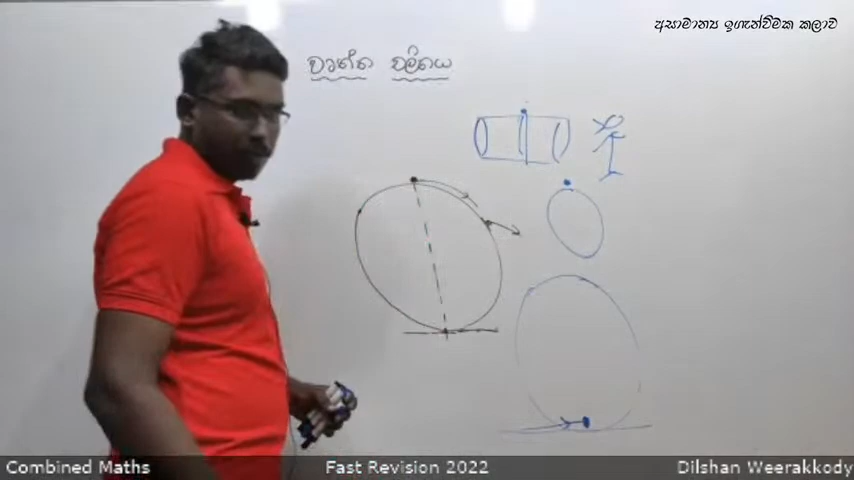 අසාමාන්‍ය ඉගැන්වීමක කලාව
වෘත්ත චලිතය
Combined Maths
Fast Revision 2022
Dilshan Weerakkody